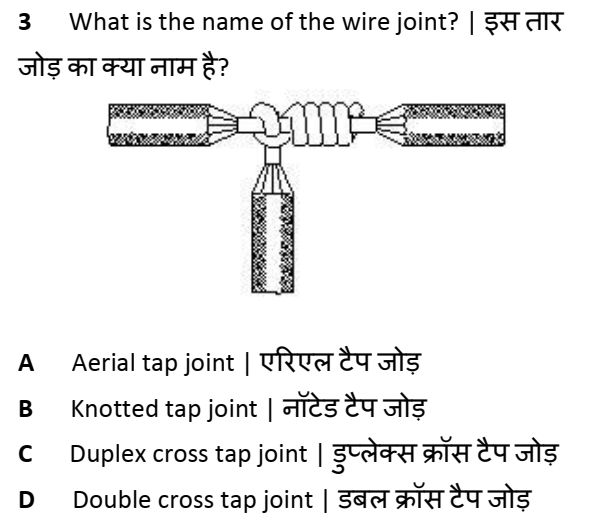 3 What is the name of the wire joint? | इस तार
जोड़ का क्या नाम है?
A Aerial tap joint | एरिएल टैप जोड़
B Knotted tap joint | नॉटेड टैप जोड़
C Duplex cross tap joint | डुप्लेक्स क्रॉस टैप जोड़
D Double cross tap joint | डबल क्रॉस टैप जोड़